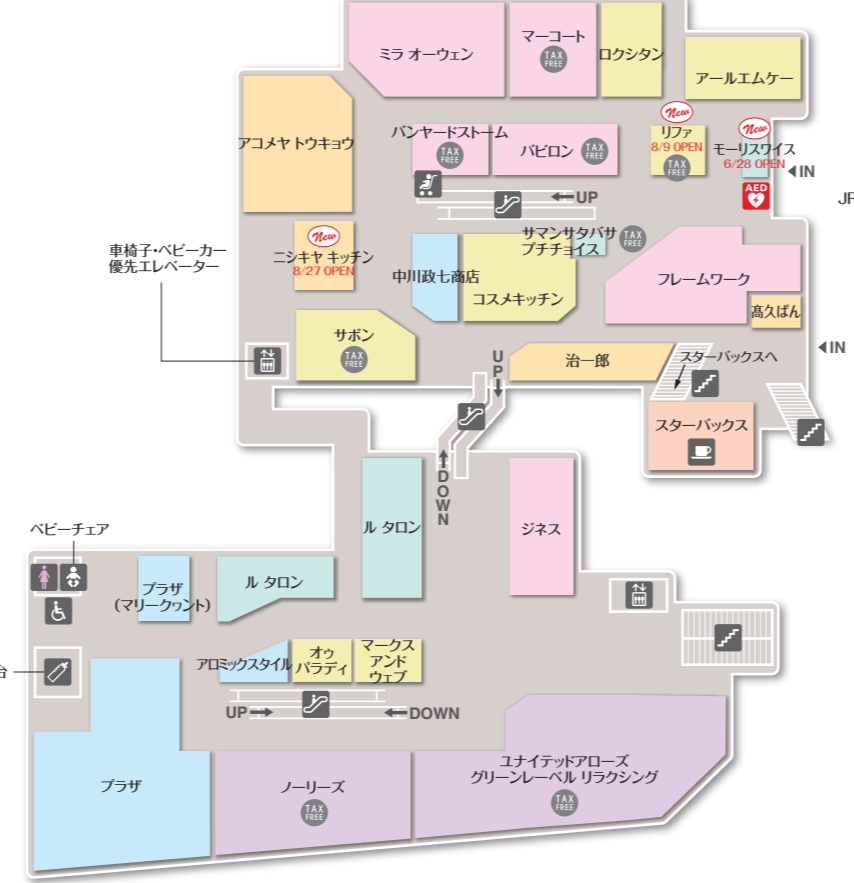 ミラ オーウェン
マーコート
TAX FREE
ロクシタン
アールエムケー
アコメヤ トウキョウ
バンヤードストーム
TAX FREE
バビロン
TAX FREE
New
リファ
8/9 OPEN
TAX FREE
New
モーリスワイス
6/28 OPEN
IN
AED
JR
UP
車椅子・ベビーカー
優先エレベーター
New
ニシキヤ キッチン
8/27 OPEN
中川政七商店
サマンサタバサ
プチチョイス
TAX FREE
コスメキッチン
フレームワーク
髙久ぱん
サボン
TAX FREE
UP
治一郎
スターバックスへ
IN
スターバックス
DOWN
ル タロン
ジネス
ベビーチェア
プラザ
(マリークヮント)
ル タロン
アロミックスタイル
オゥ
パラディ
マークス
アンド
ウェブ
台
UP
DOWN
プラザ
ノーリーズ
TAX FREE
ユナイテッドアローズ
グリーンレーベル リラクシング
TAX FREE